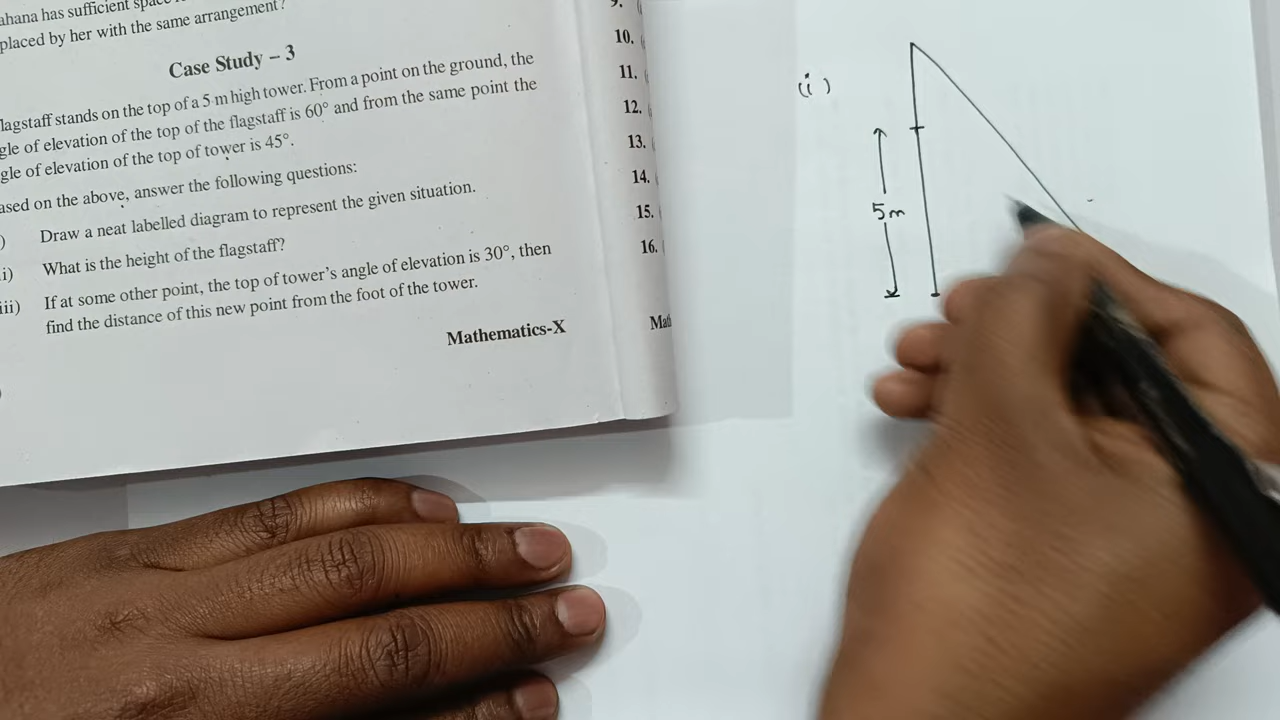 ahana has sufficient space
placed by her with the same arrangement?
Case Study – 3
lagstaff stands on the top of a 5 m high tower. From a point on the ground, the
gle of elevation of the top of the flagstaff is 60° and from the same point the
gle of elevation of the top of tower is 45°.
ased on the above, answer the following questions:
) Draw a neat labelled diagram to represent the given situation.
i) What is the height of the flagstaff?
iii) If at some other point, the top of tower's angle of elevation is 30°, then
find the distance of this new point from the foot of the tower.
Mathematics-X
9.
10.
11.
12.
13.
14.
15.
16.
Mat
(i)
5m